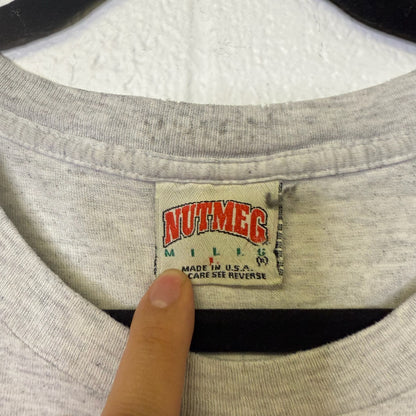 NUTMEG
MILLS
L
MADE IN U.S.A.
CARE SEE REVERSE